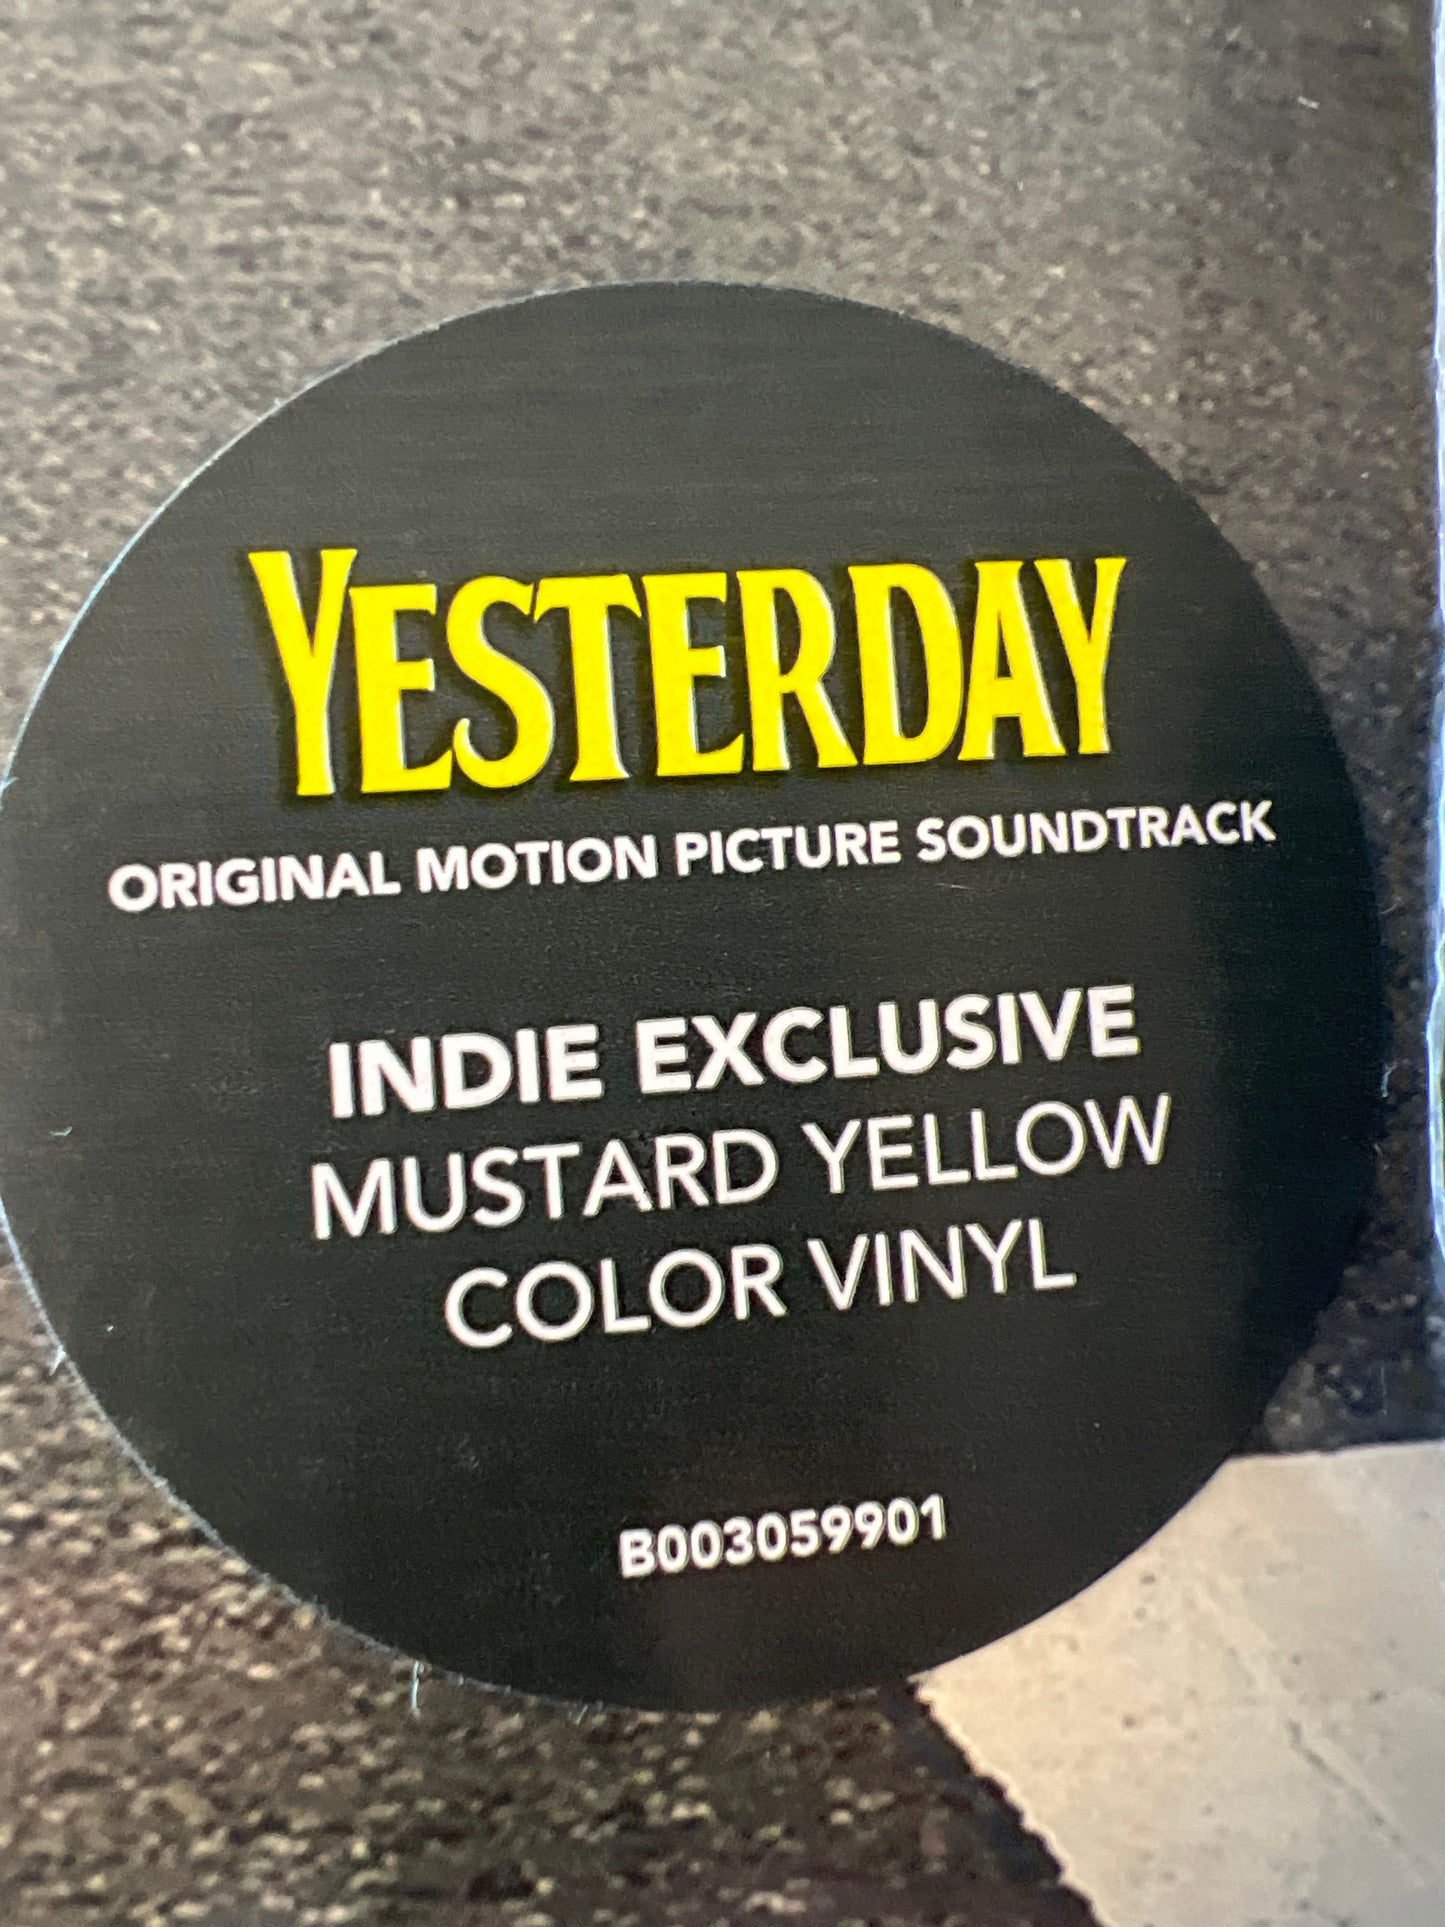 YESTERDAY
ORIGINAL MOTION PICTURE SOUNDTRACK
INDIE EXCLUSIVE
MUSTARD YELLOW
COLOR VINYL
B003059901